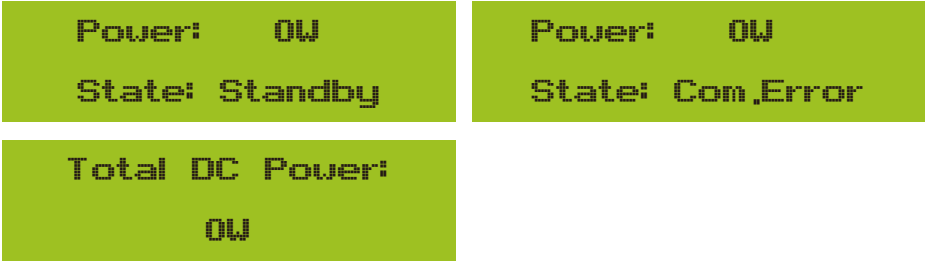 Power: 0W
State: Standby
Power: 0W
State: Com.Error
Total DC Power:
0W